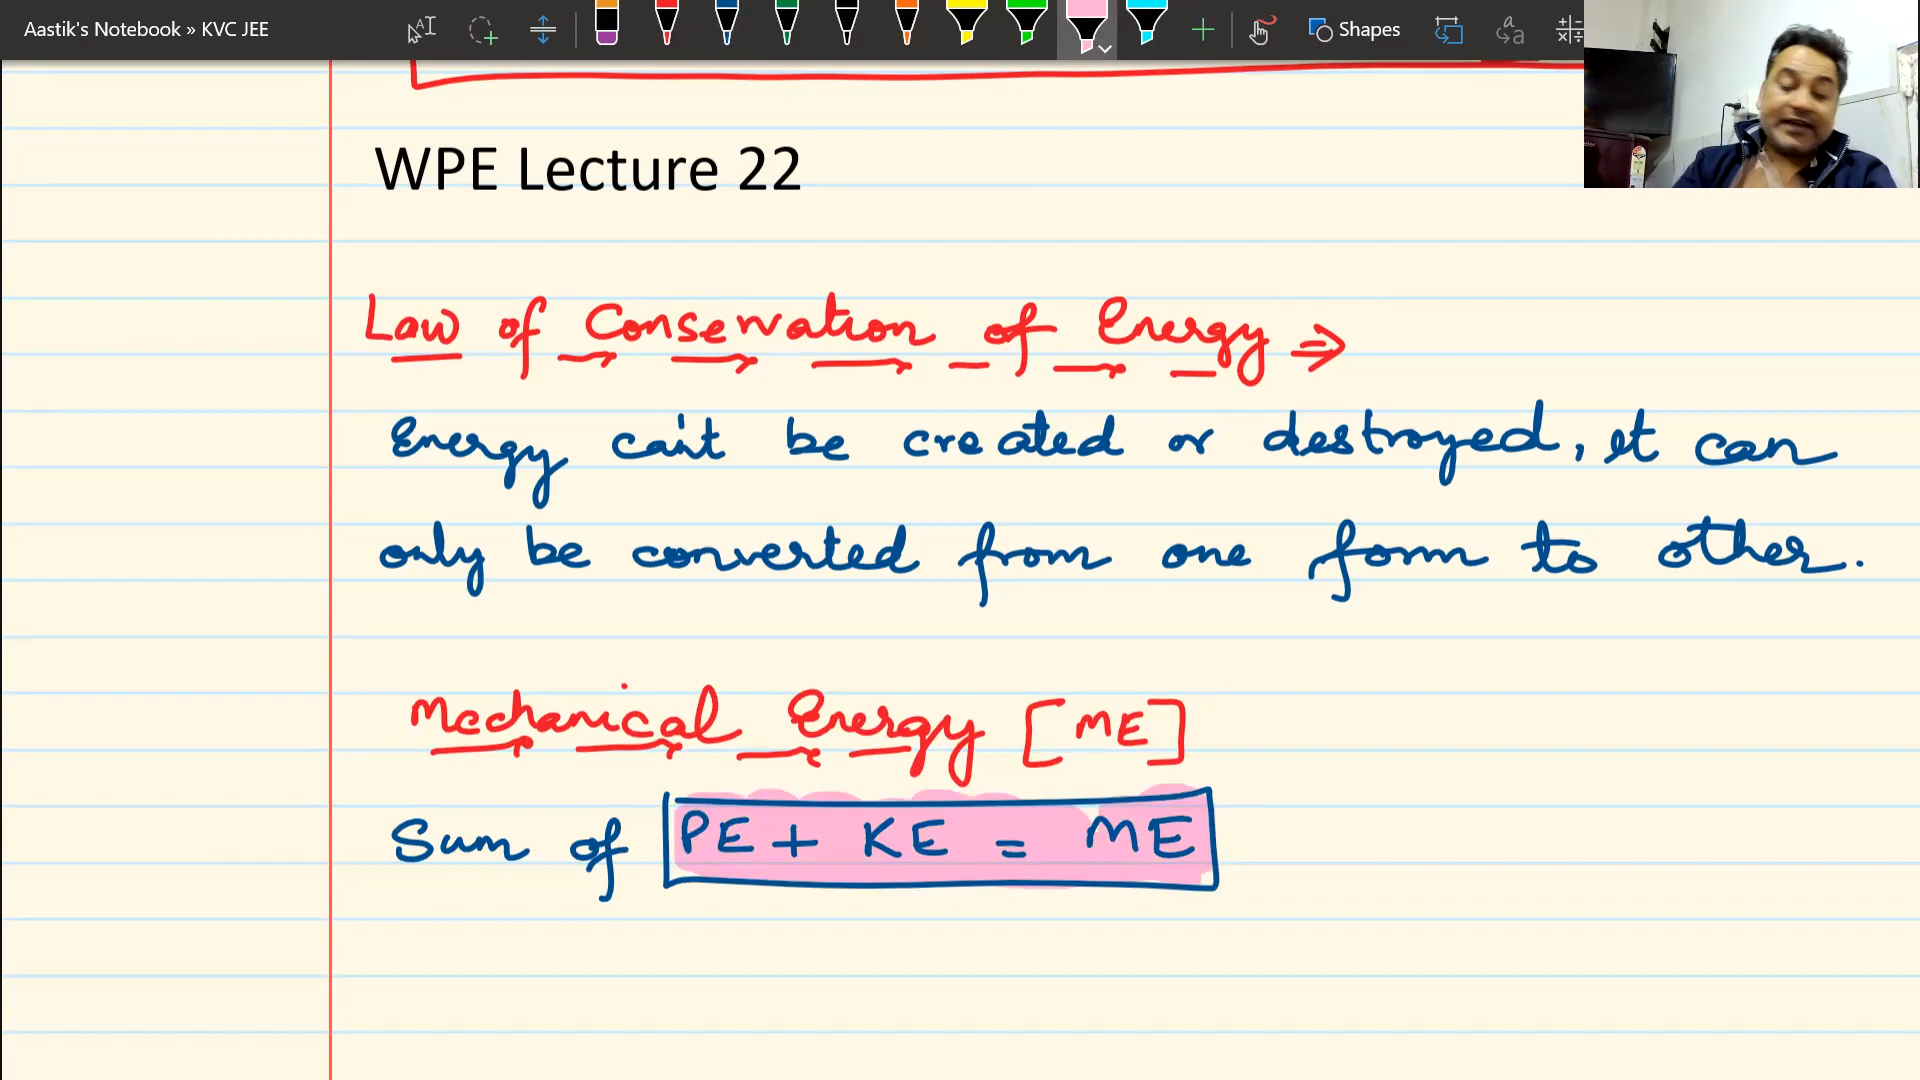 Aastik's Notebook » KVC JEE
Shapes
WPE Lecture 22
Law of Conservation of Energy ⇒
Energy can't be created or destroyed, it can
only be converted from one form to other.
Mechanical Energy [ME]
Sum of PE + KE = ME